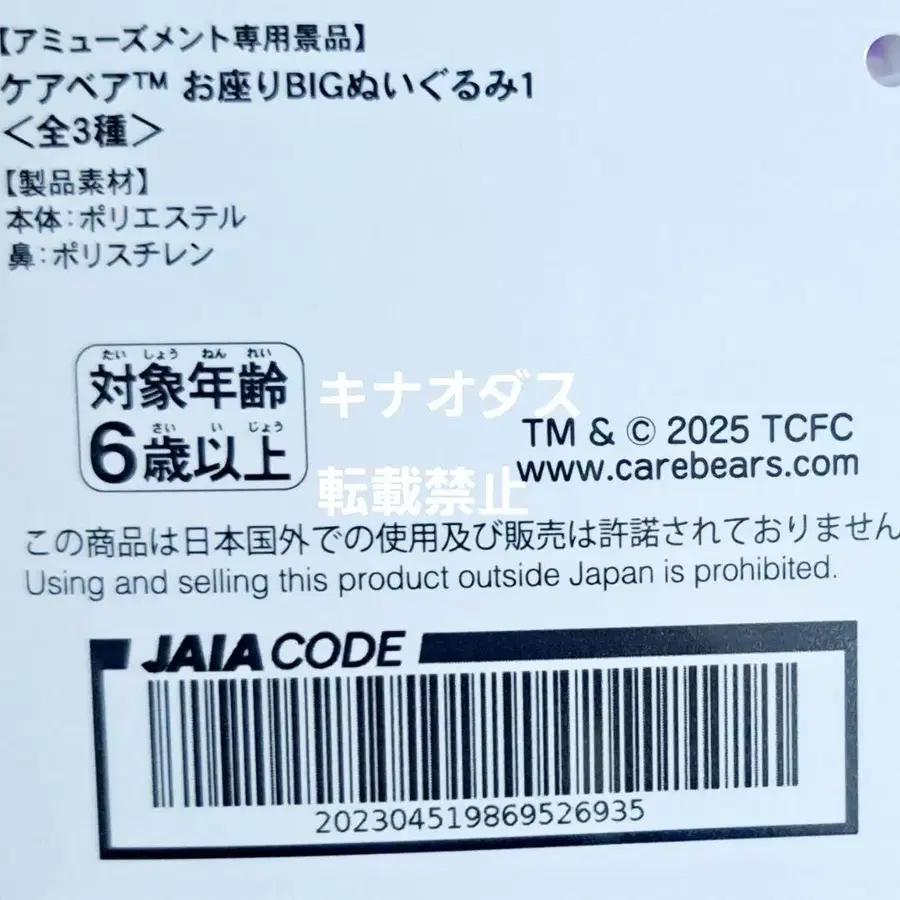 【アミューズメント専用景品】
ケアベア™ お座りBIGぬいぐるみ1
＜全3種＞
【製品素材】
本体：ポリエステル
鼻：ポリスチレン
たい しょう ねん れい
対象年齢
さい い じょう
6歳以上
キナオダス
転載禁止
TM & © 2025 TCFC
www.carebears.com
この商品は日本国外での使用及び販売は許諾されておりません
Using and selling this product outside Japan is prohibited.
JAIA CODE
202304519869526935